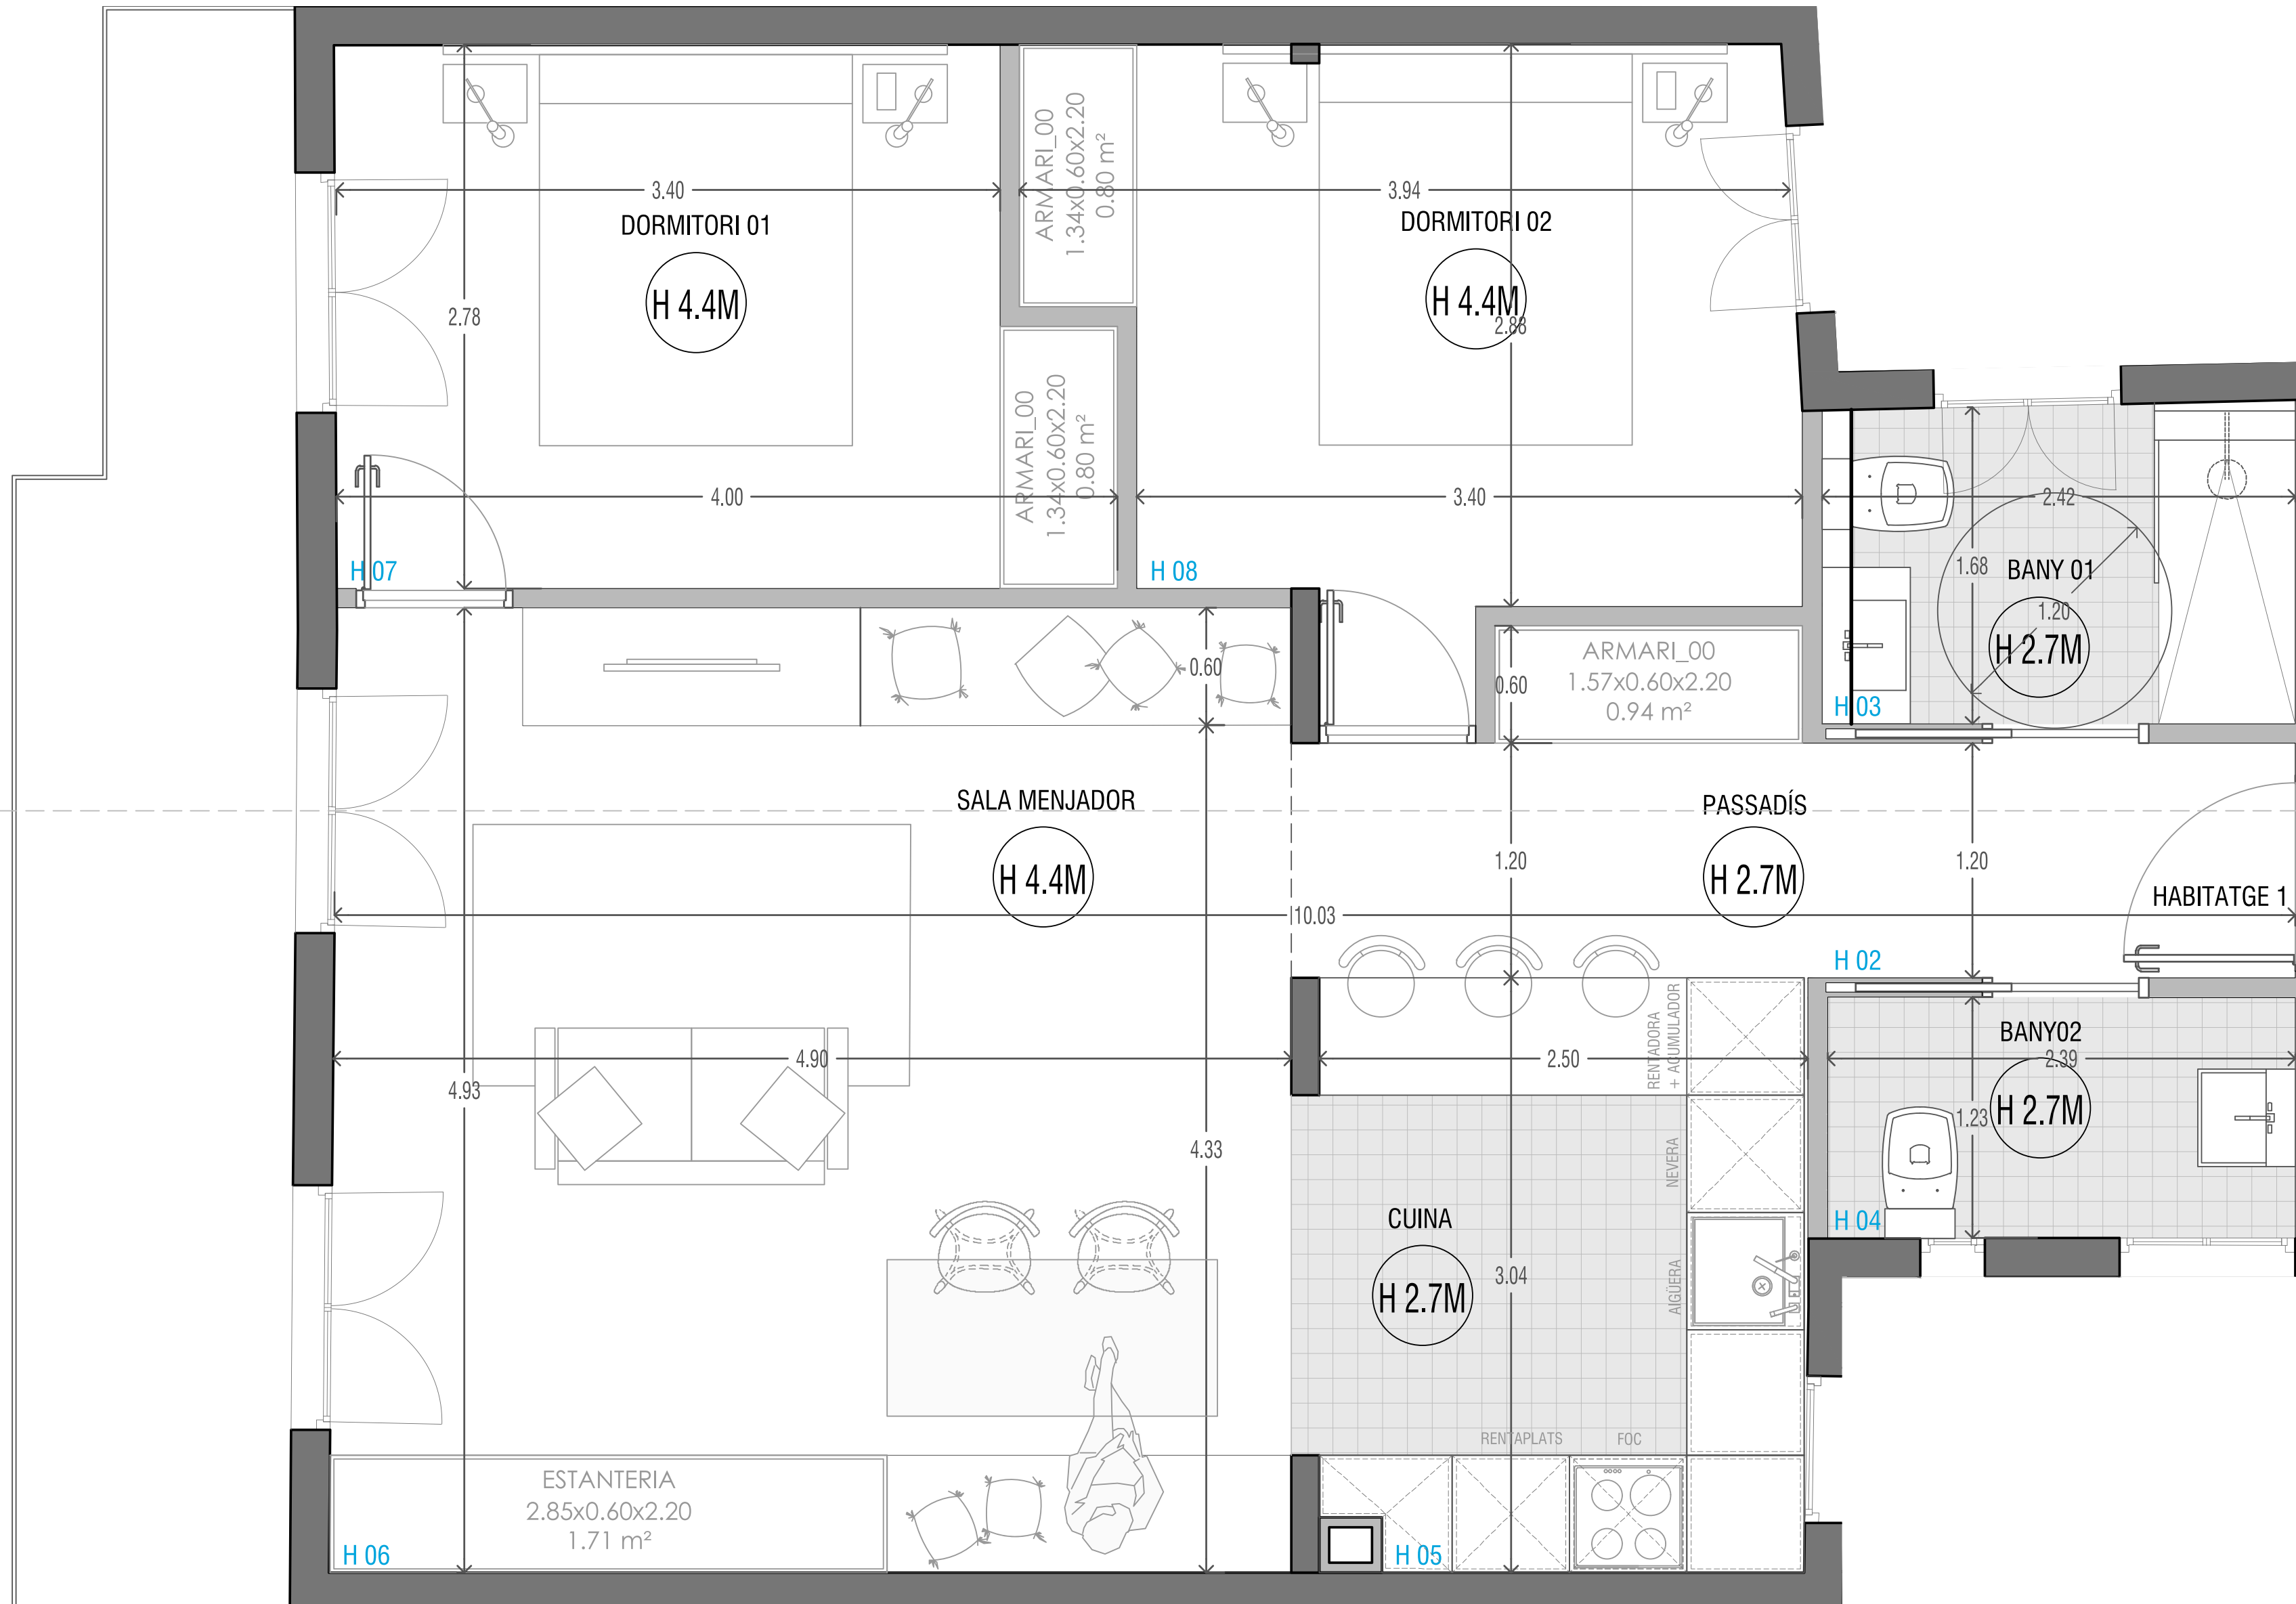 ARMARI_00
1.34x0.60x2.20
0.80 m²
3.40
3.94
DORMITORI 01
H 4.4M
DORMITORI 02
H 4.4M
2.78
2.88
ARMARI_00
1.34x0.60x2.20
0.80 m²
4.00
3.40
2.42
H 07
H 08
1.68
BANY 01
1.20
H 2.7M
H 03
0.60
0.60
ARMARI_00
1.57x0.60x2.20
0.94 m²
SALA MENJADOR
H 4.4M
PASSADÍS
H 2.7M
1.20
1.20
HABITATGE 1
10.03
H 02
RENTADORA
+ ACUMULADOR
BANY02
2.39
H 2.7M
4.90
2.50
4.93
1.23
4.33
NEVERA
CUINA
H 2.7M
H 04
3.04
AIGÜERA
RENTAPLATS
FOC
ESTANTERIA
2.85x0.60x2.20
1.71 m²
H 06
H 05